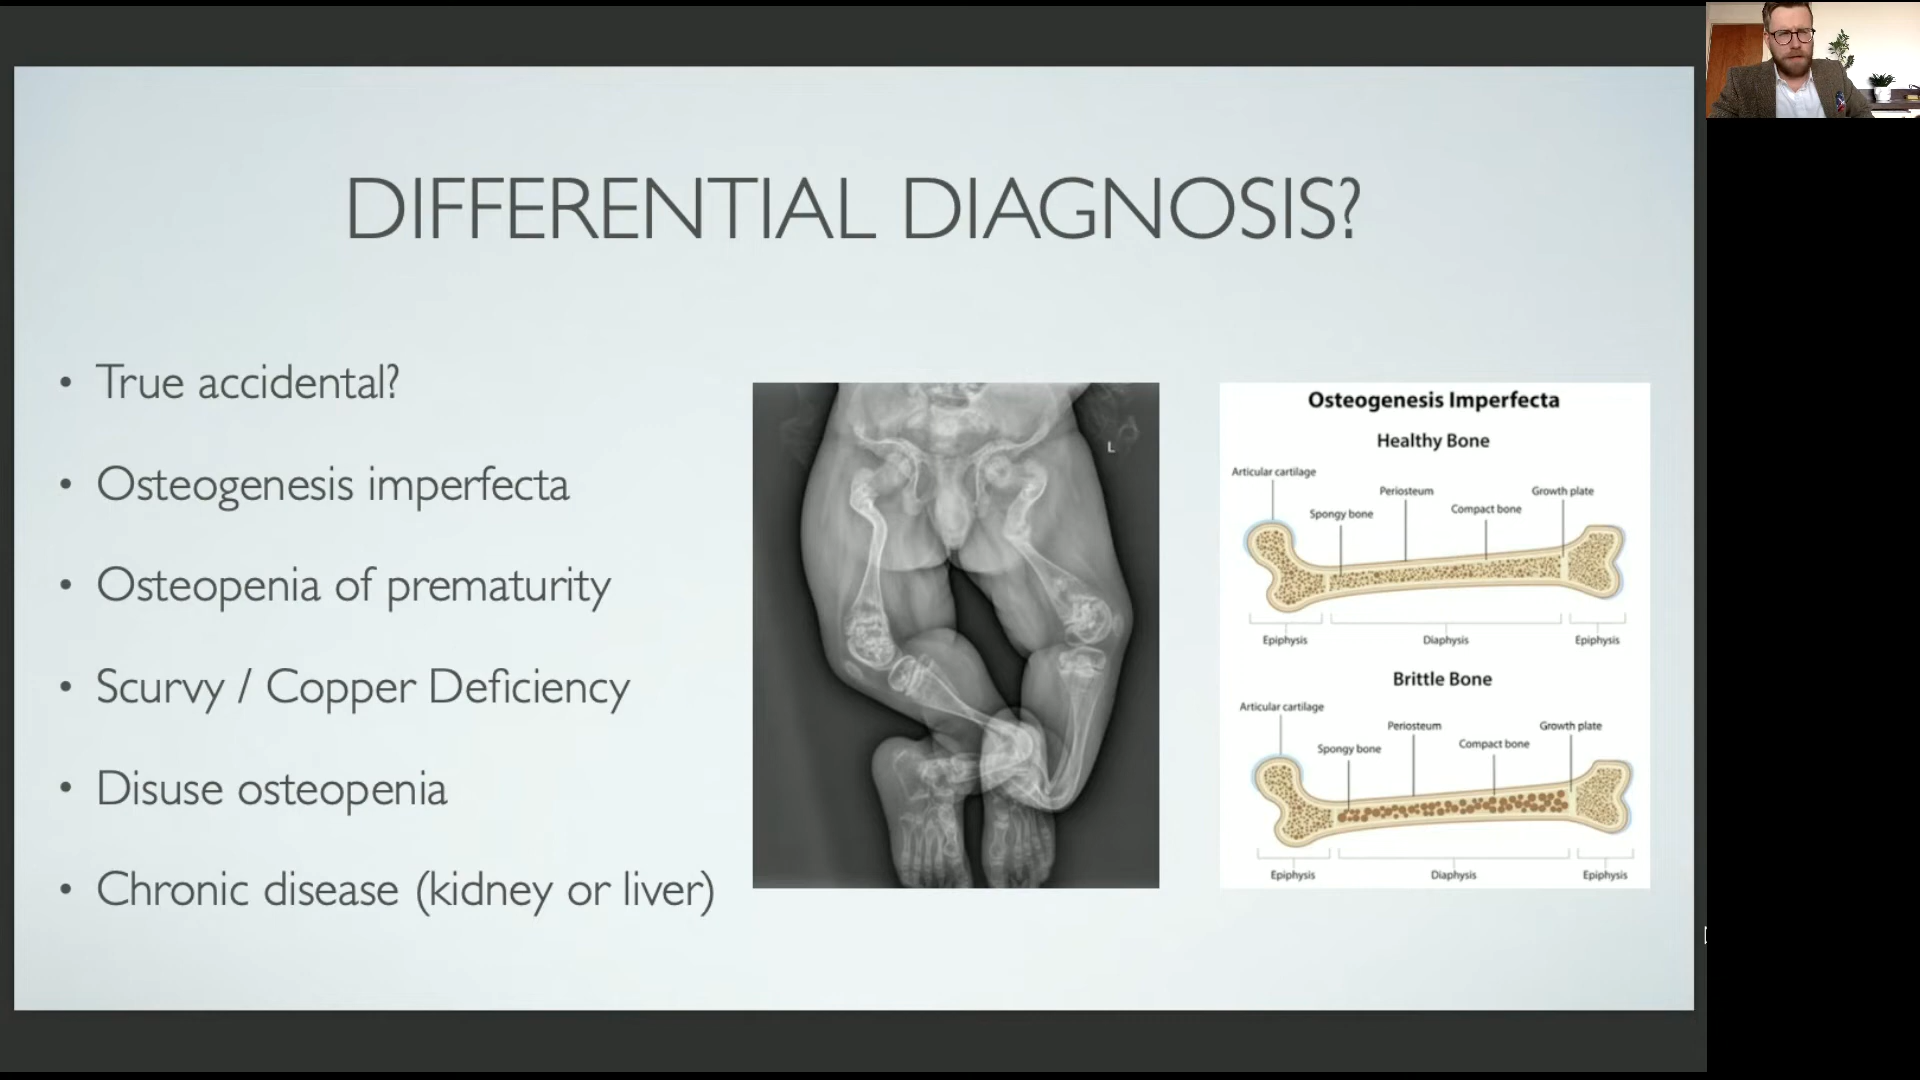 DIFFERENTIAL DIAGNOSIS?
• True accidental?
• Osteogenesis imperfecta
• Osteopenia of prematurity
• Scurvy / Copper Deficiency
• Disuse osteopenia
• Chronic disease (kidney or liver)
L
Osteogenesis Imperfecta
Healthy Bone
Articular cartilage
Periosteum
Growth plate
Spongy bone
Compact bone
Epiphysis
Diaphysis
Epiphysis
Brittle Bone
Articular cartilage
Periosteum
Growth plate
Spongy bone
Compact bone
Epiphysis
Diaphysis
Epiphysis